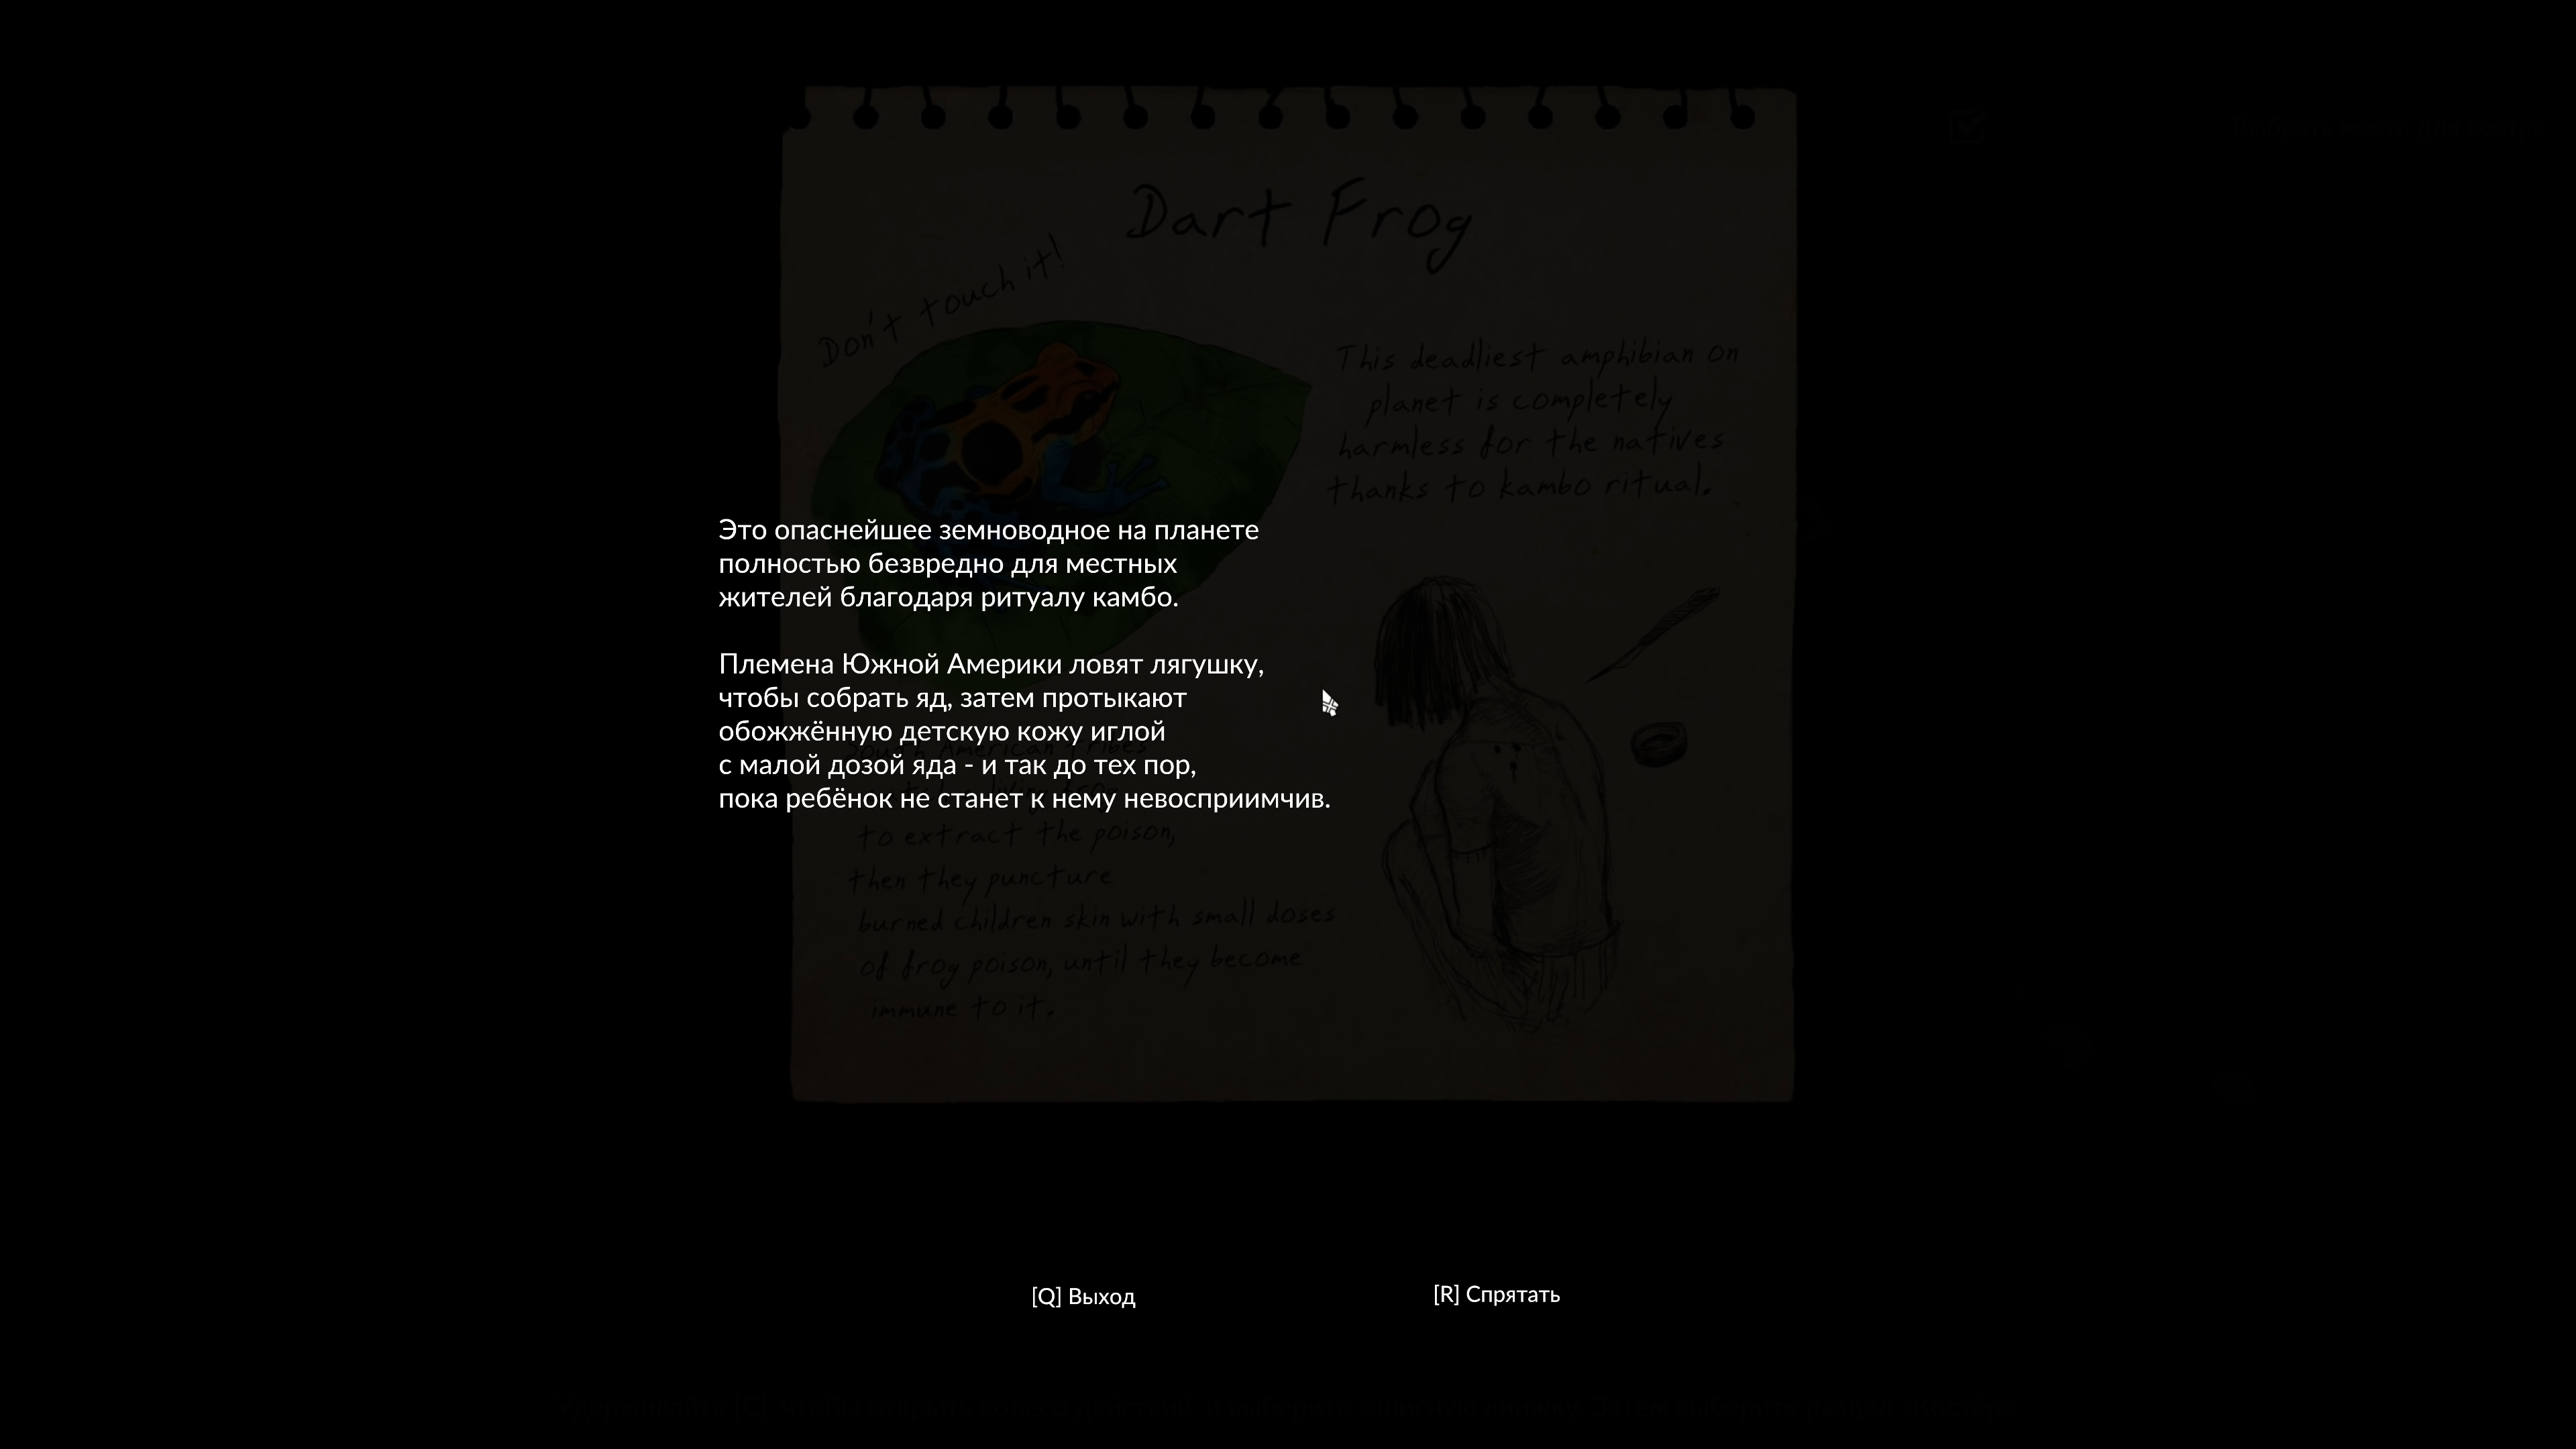 Dart Frog
Don't touch it!
This deadliest amphibian on
planet is completely
harmless for the natives
thanks to kambo ritual.
Это опаснейшее земноводное на планете
полностью безвредно для местных
жителей благодаря ритуалу камбо.
Племена Южной Америки ловят лягушку,
чтобы собрать яд, затем протыкают
обожжённую детскую кожу иглой
с малой дозой яда - и так до тех пор,
пока ребёнок не станет к нему невосприимчив.
South American Tribes
to extract the poison,
then they puncture
burned children skin with small doses
of frog poison, until they become
immune to it.
[Q] Выход
[R] Спрятать